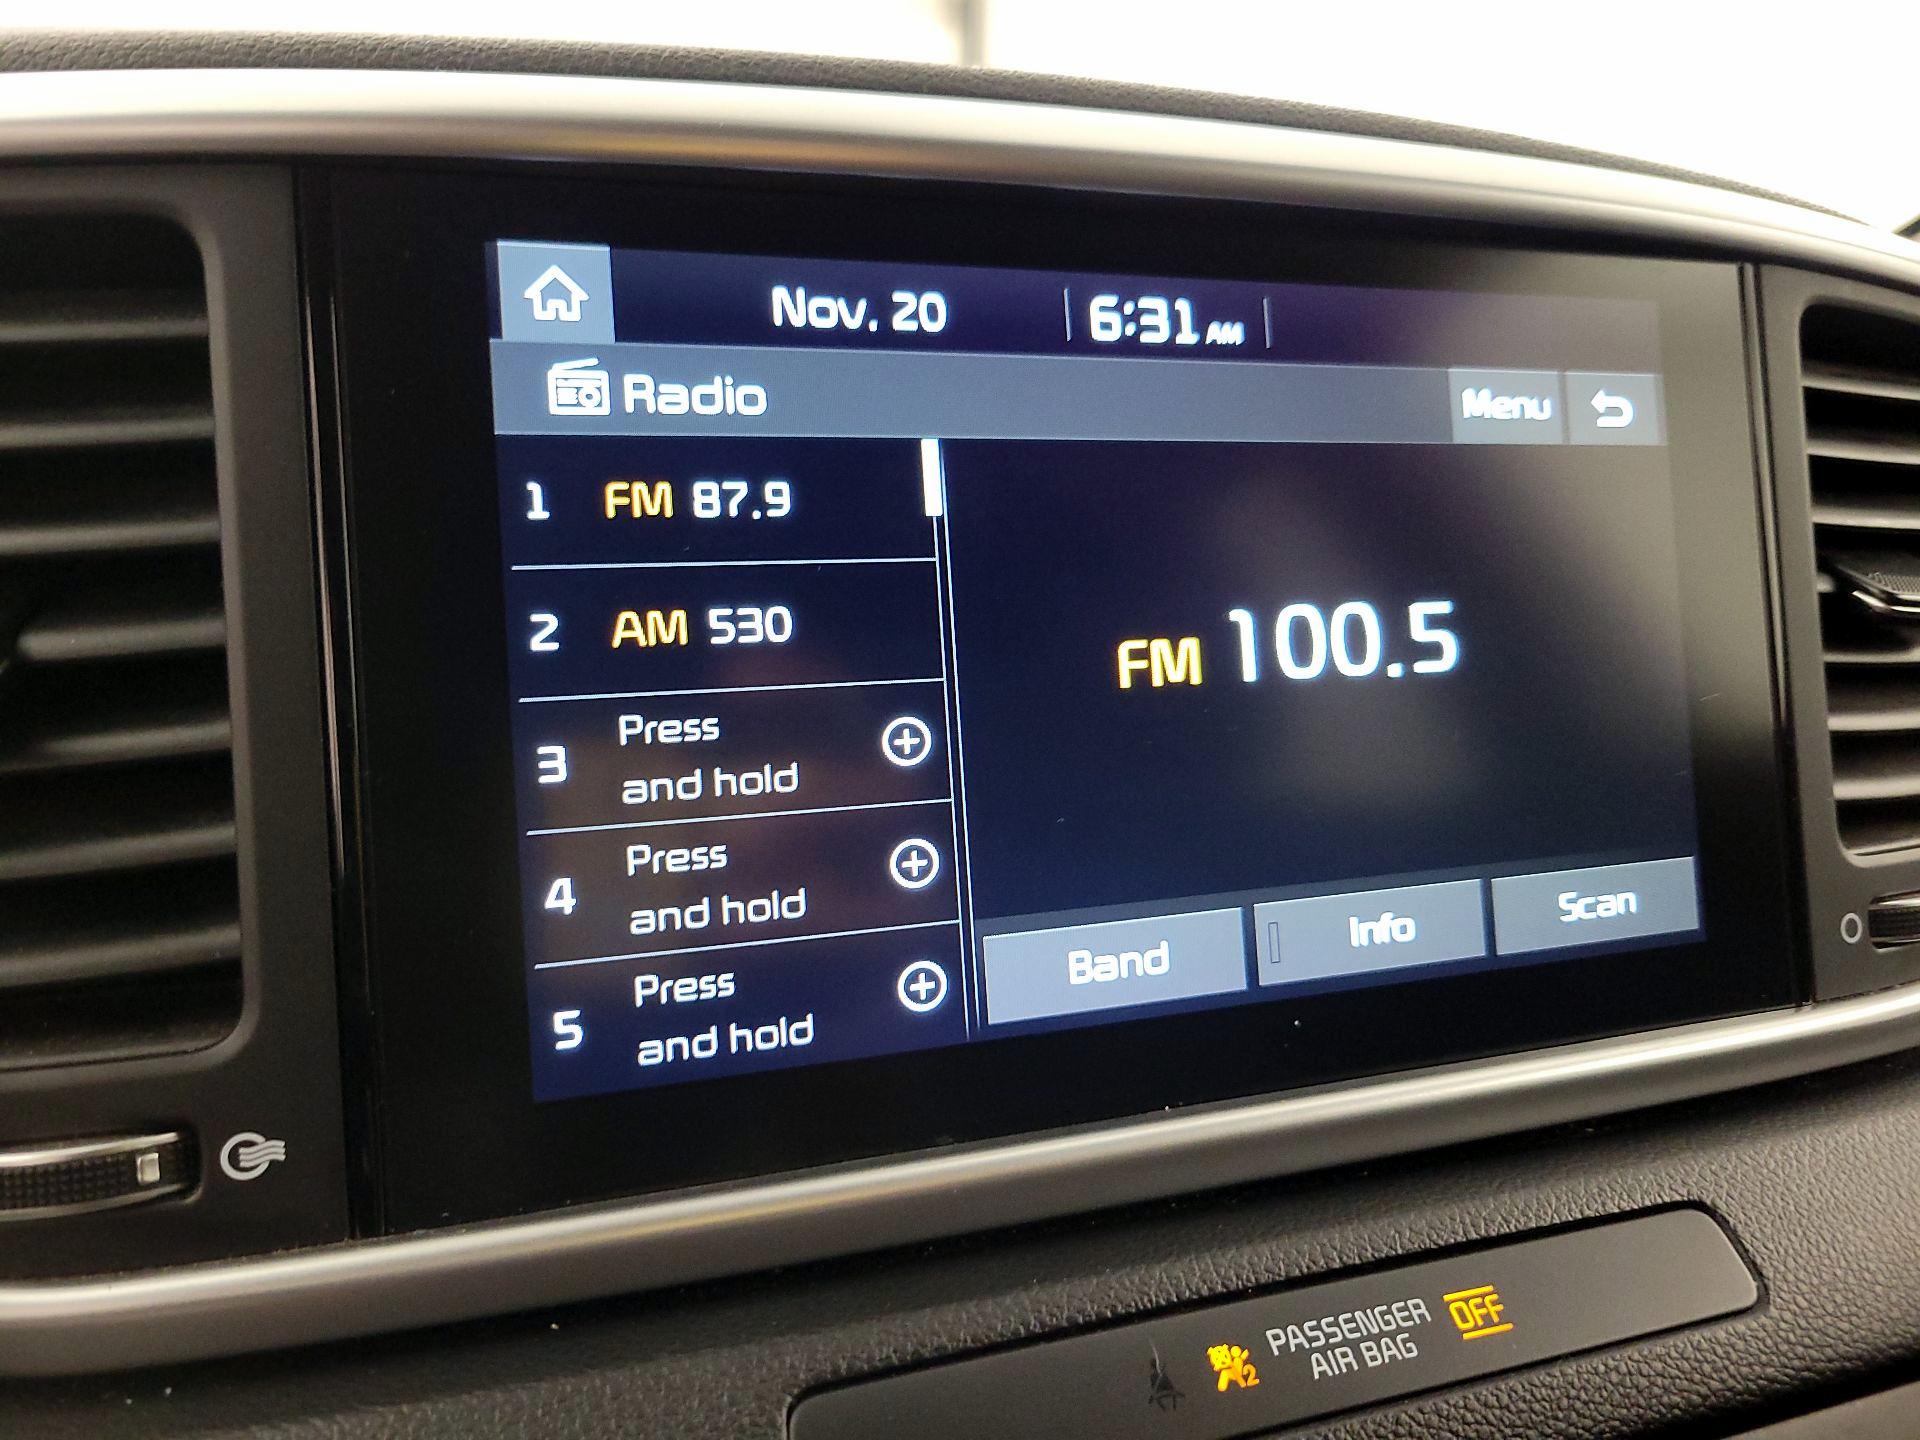 Nov. 20 6:31 AM
Radio Menu
1 FM 87.9
2 AM 530
3 Press
and hold
4 Press
and hold
5 Press
and hold
FM 100.5
Band Info Scan
2 PASSENGER OFF
AIR BAG